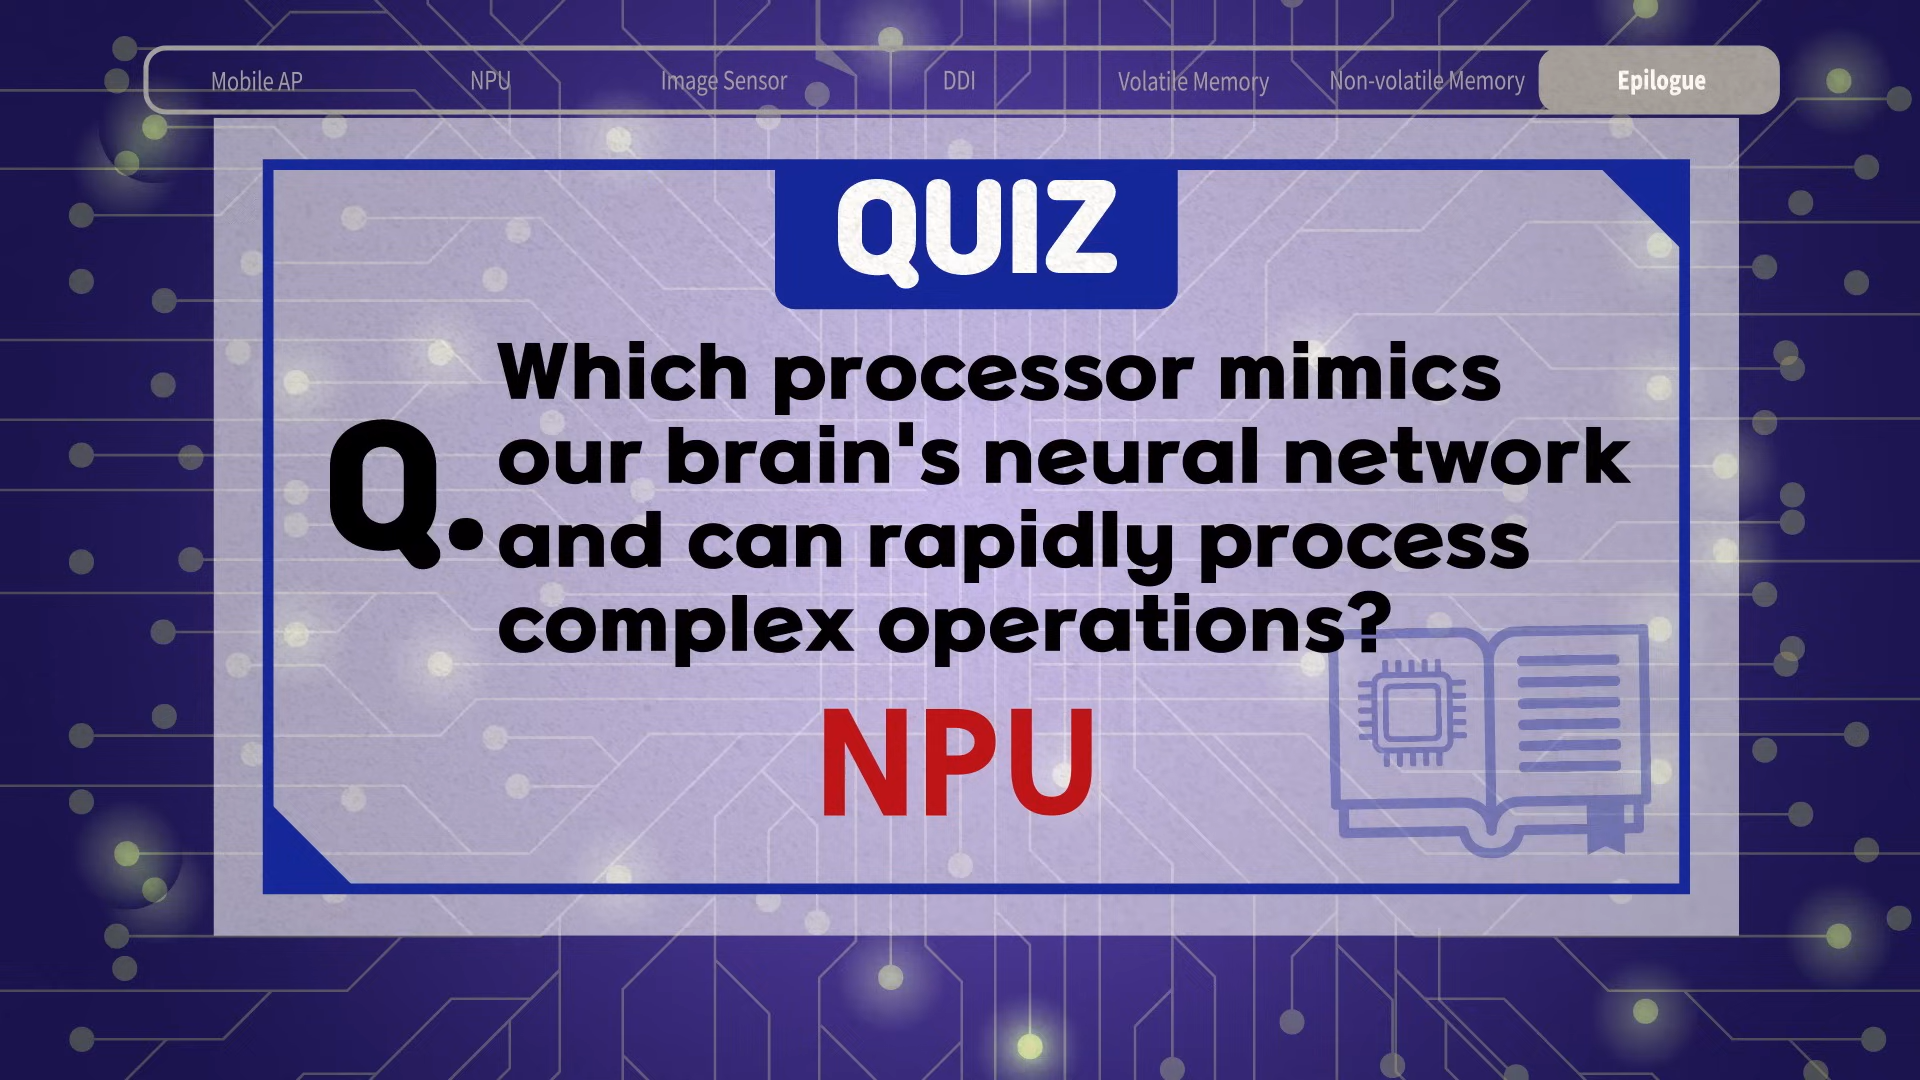 Mobile AP NPU Image Sensor DDI Volatile Memory Non-volatile Memory Epilogue
QUIZ
Q.
Which processor mimics
our brain's neural network
and can rapidly process
complex operations?
NPU